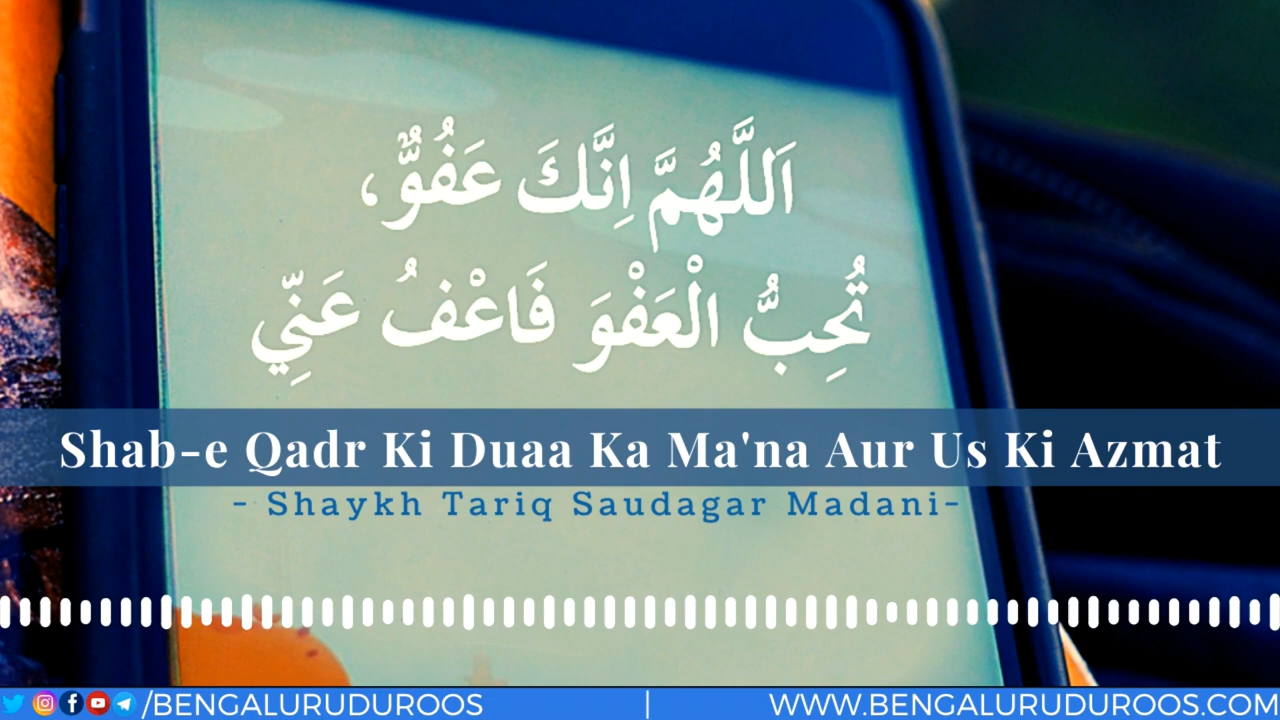 اَللَّهُمَّ اِنَّكَ عَفُوٌّ،
تُحِبُّ الْعَفْوَ فَاعْفُ عَنِّي
Shab-e Qadr Ki Duaa Ka Ma'na Aur Us Ki Azmat
- Shaykh Tariq Saudagar Madani-
/BENGALURUDUROOS | WWW.BENGALURUDUROOS.COM